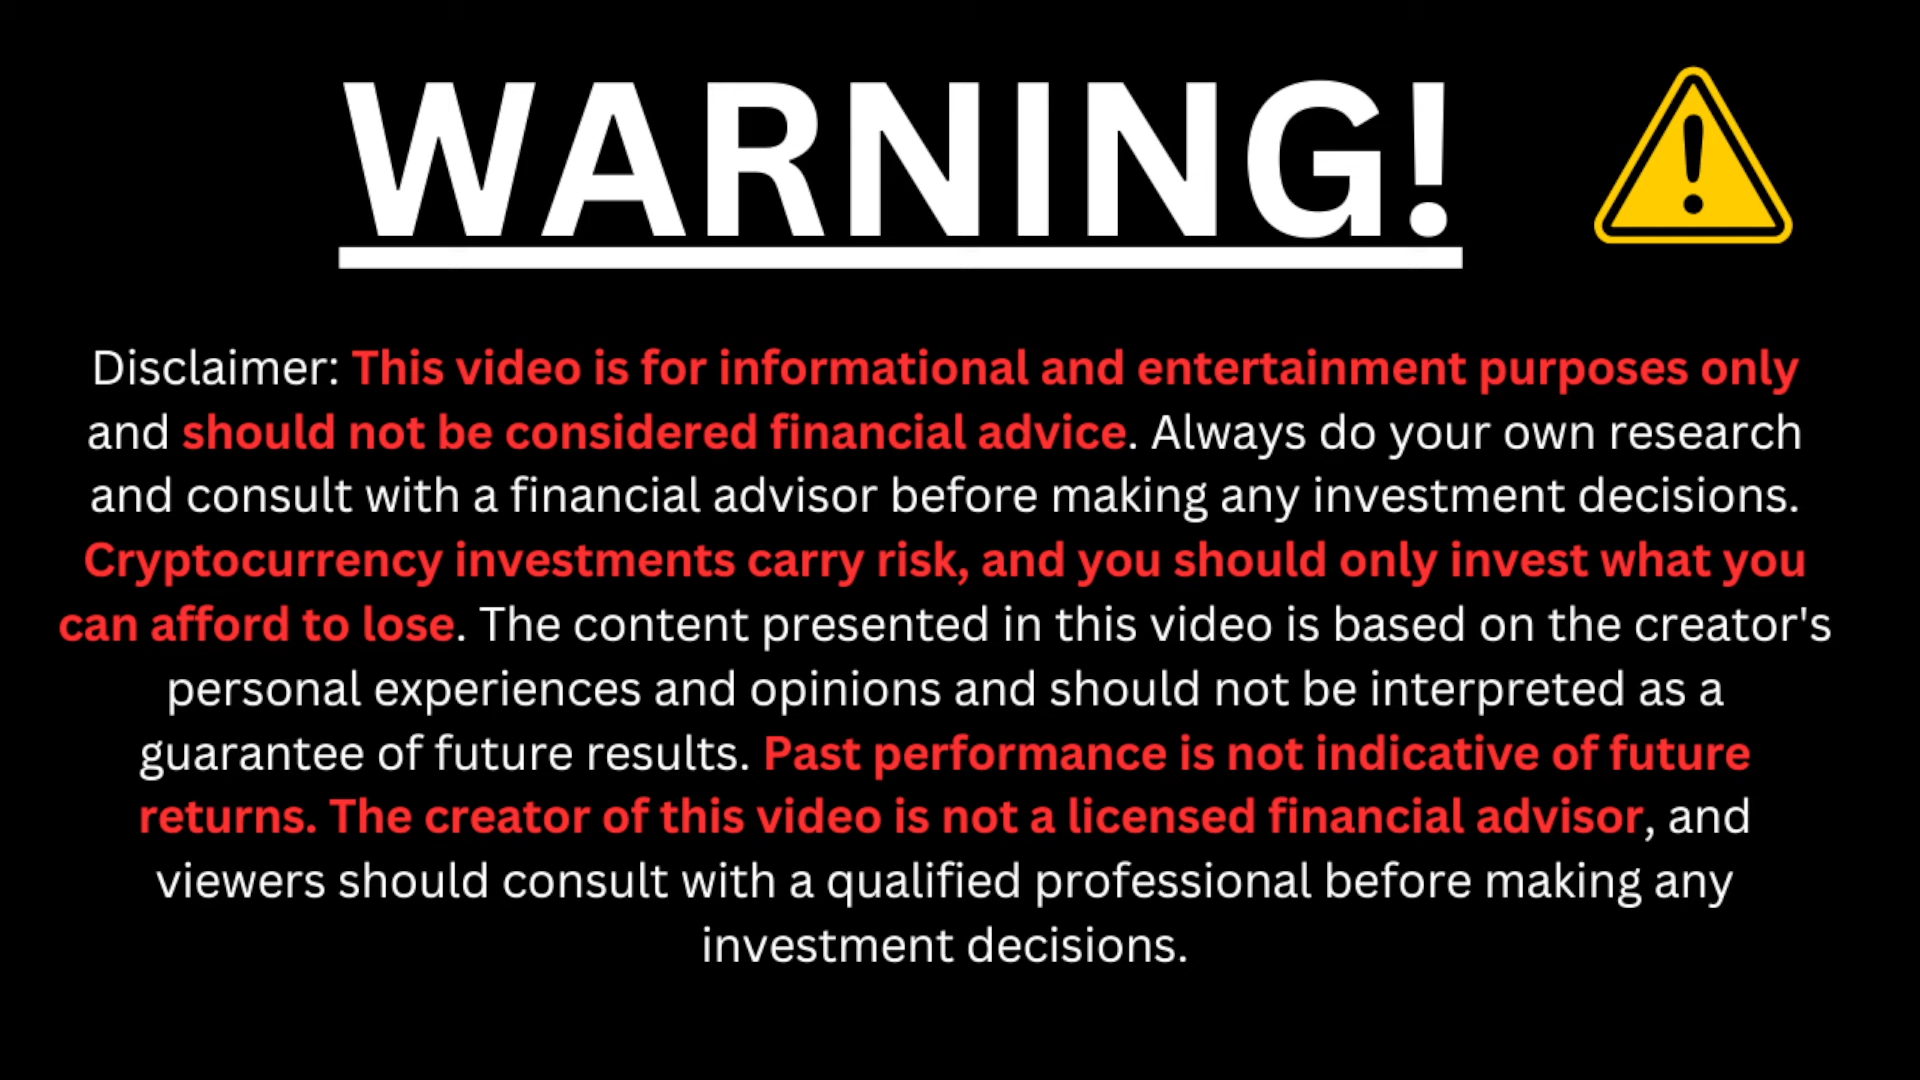 WARNING!
Disclaimer: This video is for informational and entertainment purposes only
and should not be considered financial advice. Always do your own research
and consult with a financial advisor before making any investment decisions.
Cryptocurrency investments carry risk, and you should only invest what you
can afford to lose. The content presented in this video is based on the creator's
personal experiences and opinions and should not be interpreted as a
guarantee of future results. Past performance is not indicative of future
returns. The creator of this video is not a licensed financial advisor, and
viewers should consult with a qualified professional before making any
investment decisions.